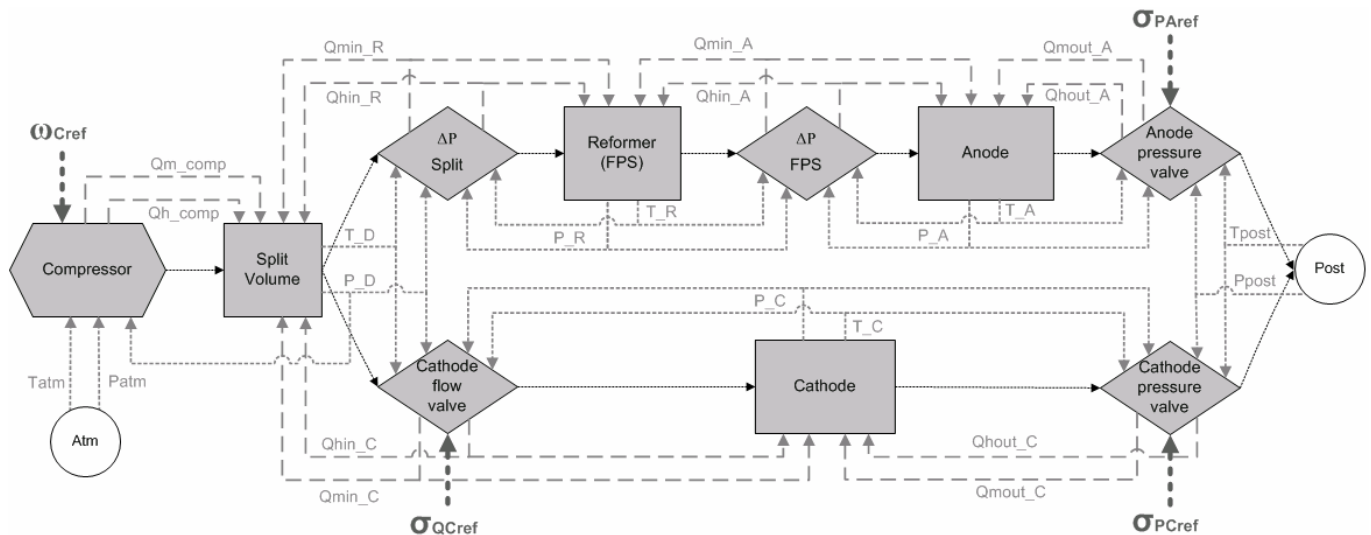 σPAref
Qmin_R
Qmin_A
Qmout_A
Qhin_R
Qhin_A
Qhout_A
ωCref
ΔP
Split
Reformer
(FPS)
ΔP
FPS
Anode
Anode
pressure
valve
Qm_comp
Qh_comp
T_R
T_A
P_R
P_A
T_D
P_D
Tpost
Ppost
Compressor
Split
Volume
Post
P_C
T_C
Tatm
Patm
Cathode
flow
valve
Cathode
Cathode
pressure
valve
Atm
Qhin_C
Qhout_C
Qmin_C
Qmout_C
σQCref
σPCref